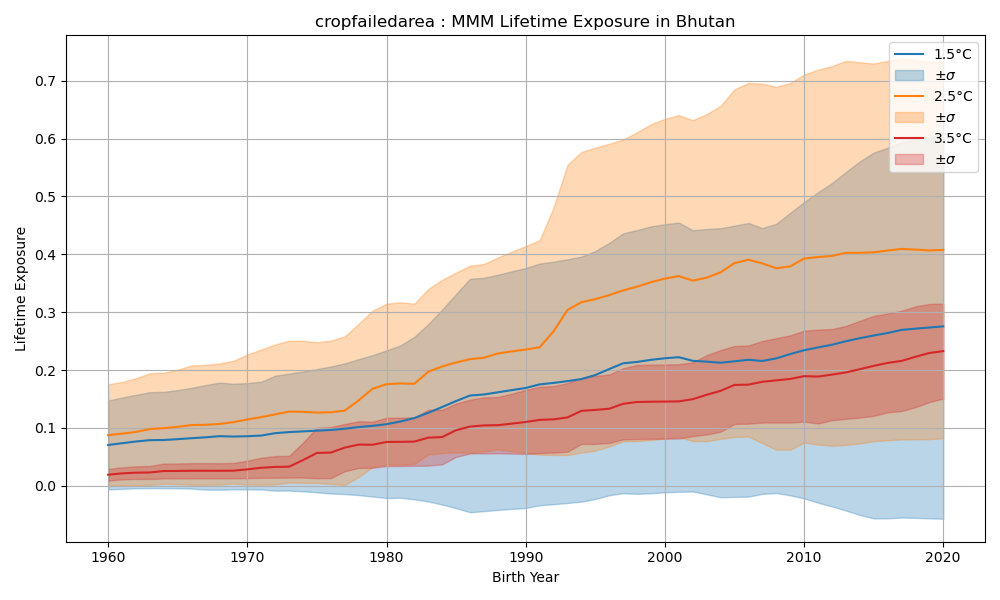 cropfailedarea : MMM Lifetime Exposure in Bhutan
1.5°C
±σ
2.5°C
±σ
3.5°C
±σ
0.7
0.6
0.5
0.4
0.3
0.2
0.1
0.0
Lifetime Exposure
1960 1970 1980 1990 2000 2010 2020
Birth Year